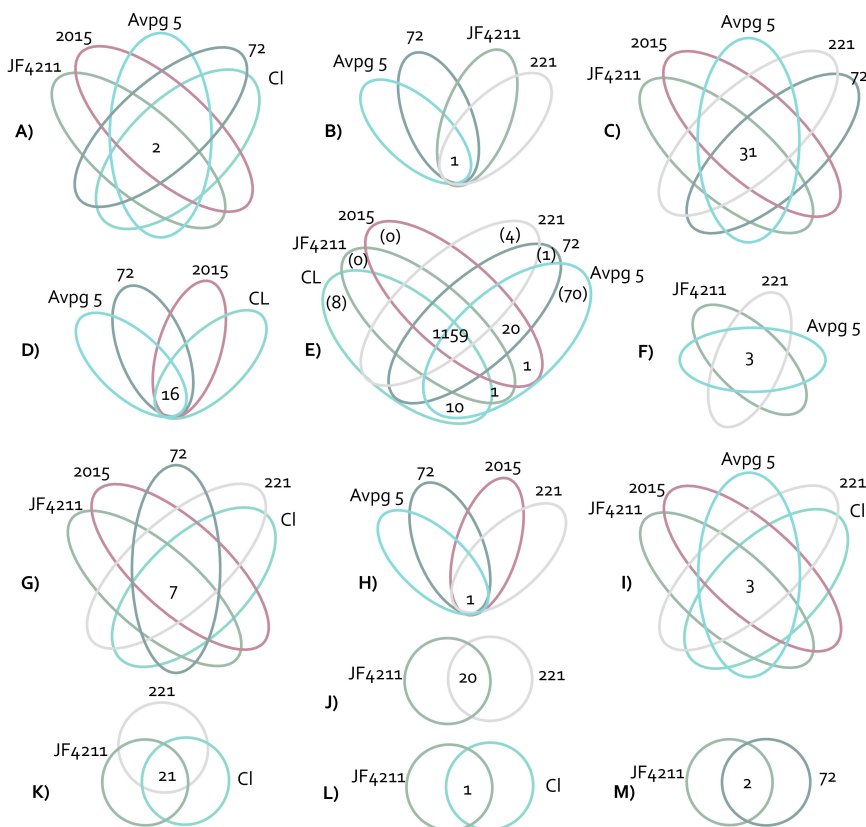 A)
JF4211
2015
Avpg 5
72
Cl
2
B)
Avpg 5
72
JF4211
221
1
C)
JF4211
2015
Avpg 5
221
72
31
D)
Avpg 5
72
2015
CL
16
E)
CL
JF4211
2015
221
72
Avpg 5
(8)
(0)
(0)
(4)
(1)
(70)
1159
20
1
1
10
F)
JF4211
221
Avpg 5
3
G)
JF4211
2015
72
221
Cl
7
H)
Avpg 5
72
2015
221
1
I)
JF4211
2015
Avpg 5
221
Cl
3
J)
JF4211
20
221
K)
JF4211
221
Cl
21
L)
JF4211
1
Cl
M)
JF4211
2
72